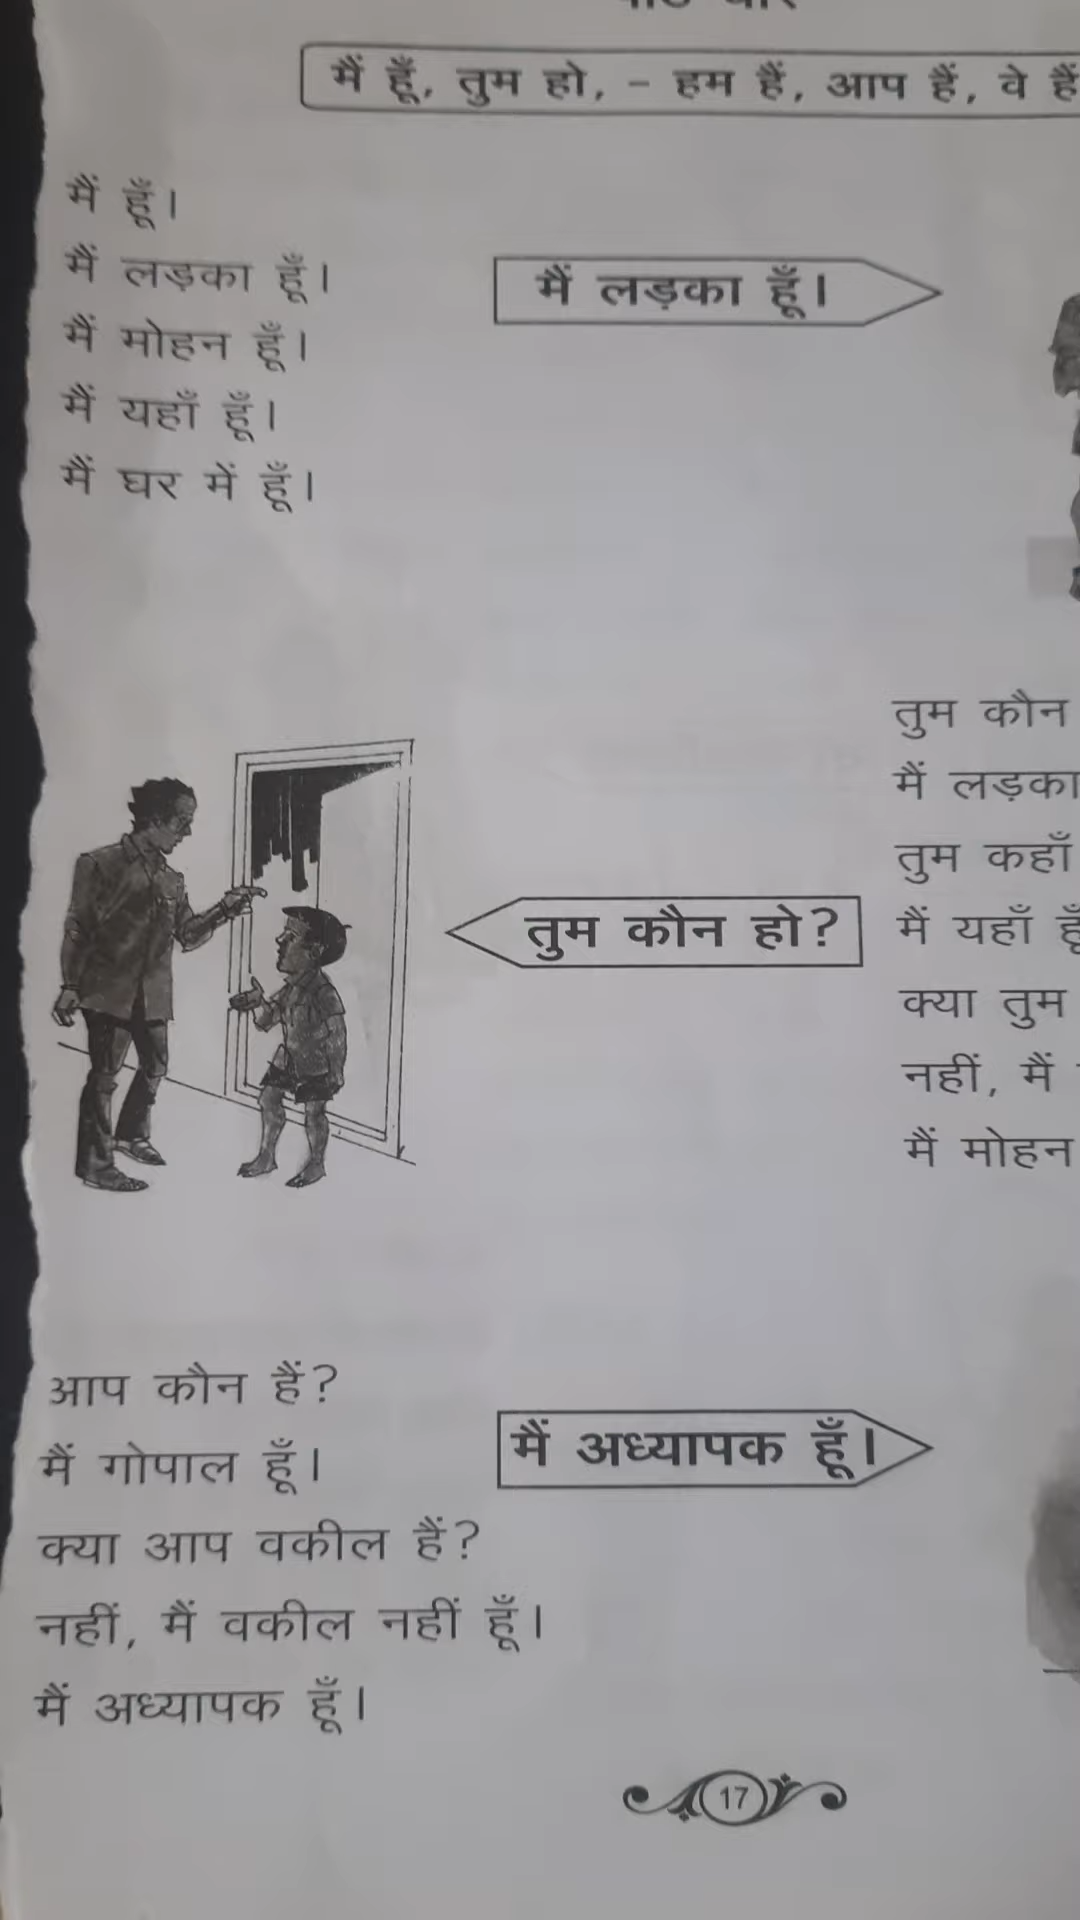 मैं हूँ, तुम हो, – हम हैं, आप हैं, वे हैं
मैं हूँ।
मैं लड़का हूँ।
मैं मोहन हूँ।
मैं यहाँ हूँ।
मैं घर में हूँ।
मैं लड़का हूँ।
तुम कौन हो?
तुम कौन
मैं लड़का
तुम कहाँ
मैं यहाँ हूँ
क्या तुम
नहीं, मैं
मैं मोहन
आप कौन हैं?
मैं गोपाल हूँ।
क्या आप वकील हैं?
नहीं, मैं वकील नहीं हूँ।
मैं अध्यापक हूँ।
मैं अध्यापक हूँ।
17